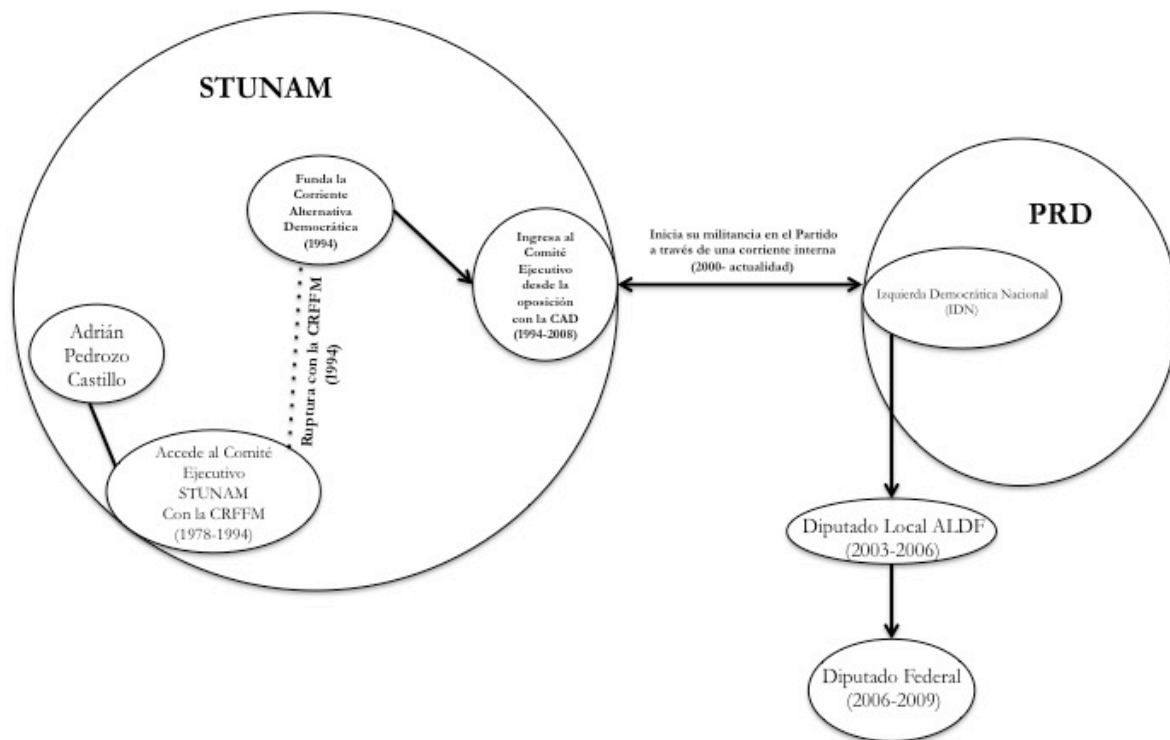 STUNAM
Adrián
Pedrozo
Castillo
Accede al Comité
Ejecutivo
STUNAM
Con la CRFFM
(1978-1994)
Ruptura con la CRFFM
(1994)
Funda la
Corriente
Alternativa
Democrática
(1994)
Ingresa al
Comité
Ejecutivo
desde la
oposición
con la CAD
(1994-2008)
Inicia su militancia en el Partido
a través de una corriente interna
(2000- actualidad)
PRD
Izquierda Democrática Nacional
(IDN)
Diputado Local ALDF
(2003-2006)
Diputado Federal
(2006-2009)